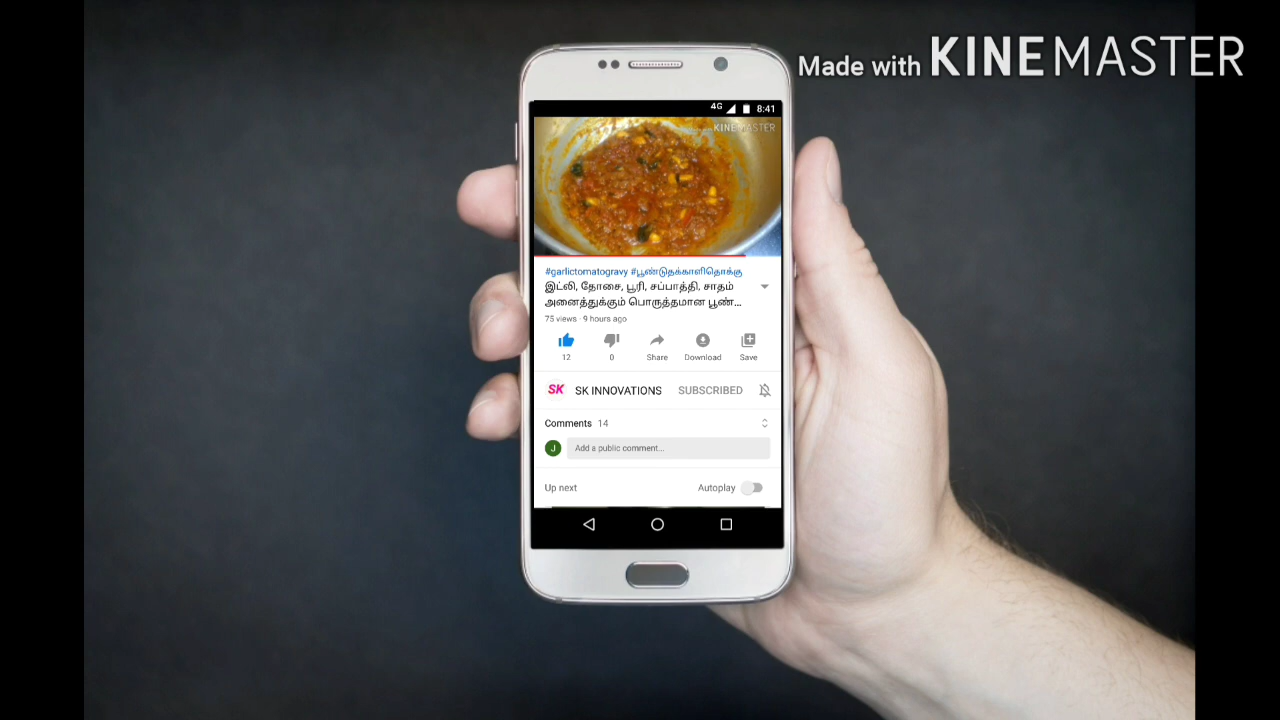 Made with KINEMASTER
4G 8:41
KINEMASTER
#garlictomatogravy #பூண்டுதக்காளிதொக்கு
இட்லி, தோசை, பூரி, சப்பாத்தி, சாதம்
அனைத்துக்கும் பொருத்தமான பூண்...
75 views · 9 hours ago
12 0 Share Download Save
SK SK INNOVATIONS SUBSCRIBED
Comments 14
J Add a public comment...
Up next Autoplay